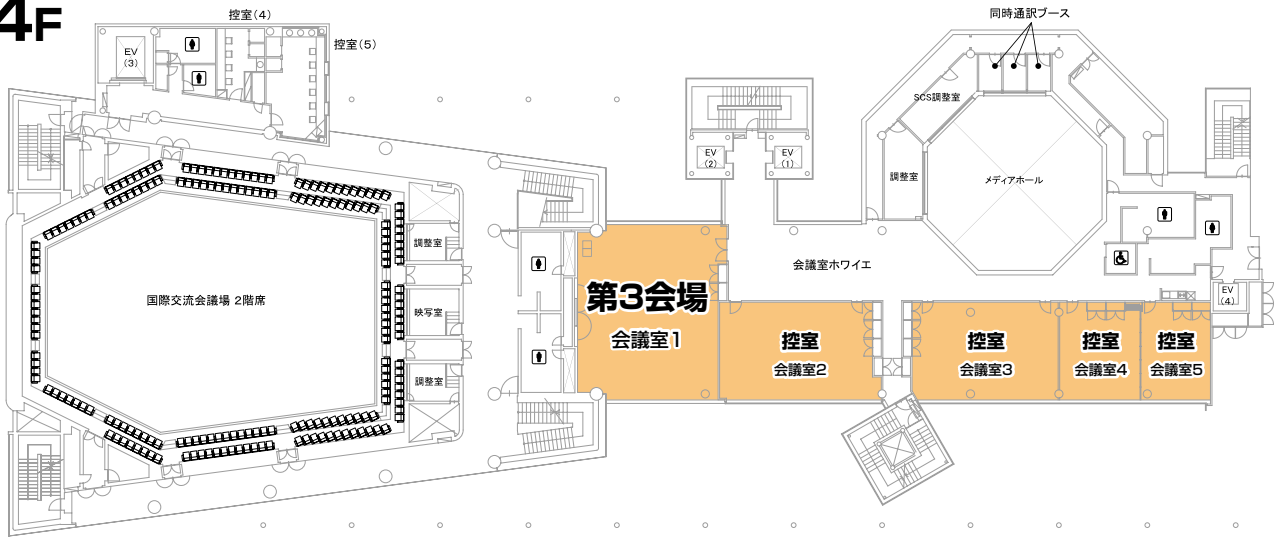 4F
控室(4)
控室(5)
EV
(3)
同時通訳ブース
SCS調整室
EV
(2)
EV
(1)
調整室
メディアホール
調整室
国際交流会議場 2階席
映写室
調整室
会議室ホワイエ
EV
(4)
第3会場
会議室1
控室
会議室2
控室
会議室3
控室
会議室4
控室
会議室5